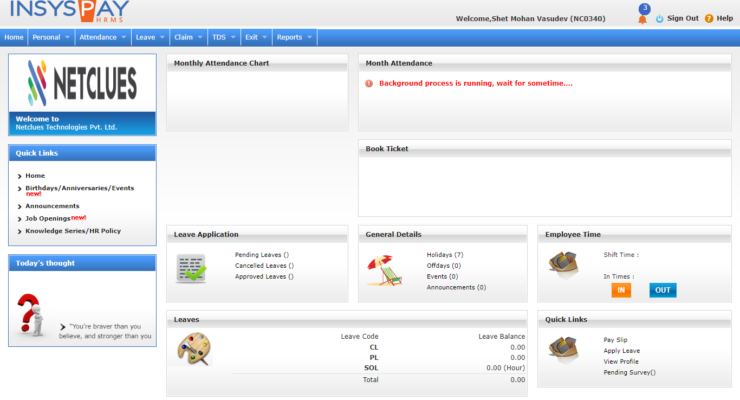 INSYSPAY
HRMS
Welcome,Shet Mohan Vasudev (NC0340)
3
Sign Out
? Help
Home
Personal
Attendance
Leave
Claim
TDS
Exit
Reports
NETCLUES
Welcome to
Netclues Technologies Pvt. Ltd.
Quick Links
Home
Birthdays/Anniversaries/Events
new!
Announcements
Job Openings new!
Knowledge Series/HR Policy
Today's thought
?
"You're braver than you
believe, and stronger than you
Monthly Attendance Chart
Month Attendance
! Background process is running, wait for sometime....
Book Ticket
Leave Application
Pending Leaves ()
Cancelled Leaves ()
Approved Leaves ()
General Details
Holidays (7)
Offdays (0)
Events (0)
Announcements (0)
Employee Time
Shift Time :
In Times :
IN OUT
Leaves
Leave Code Leave Balance
CL 0.00
PL 0.00
SOL 0.00 (Hour)
Total 0.00
Quick Links
Pay Slip
Apply Leave
View Profile
Pending Survey()